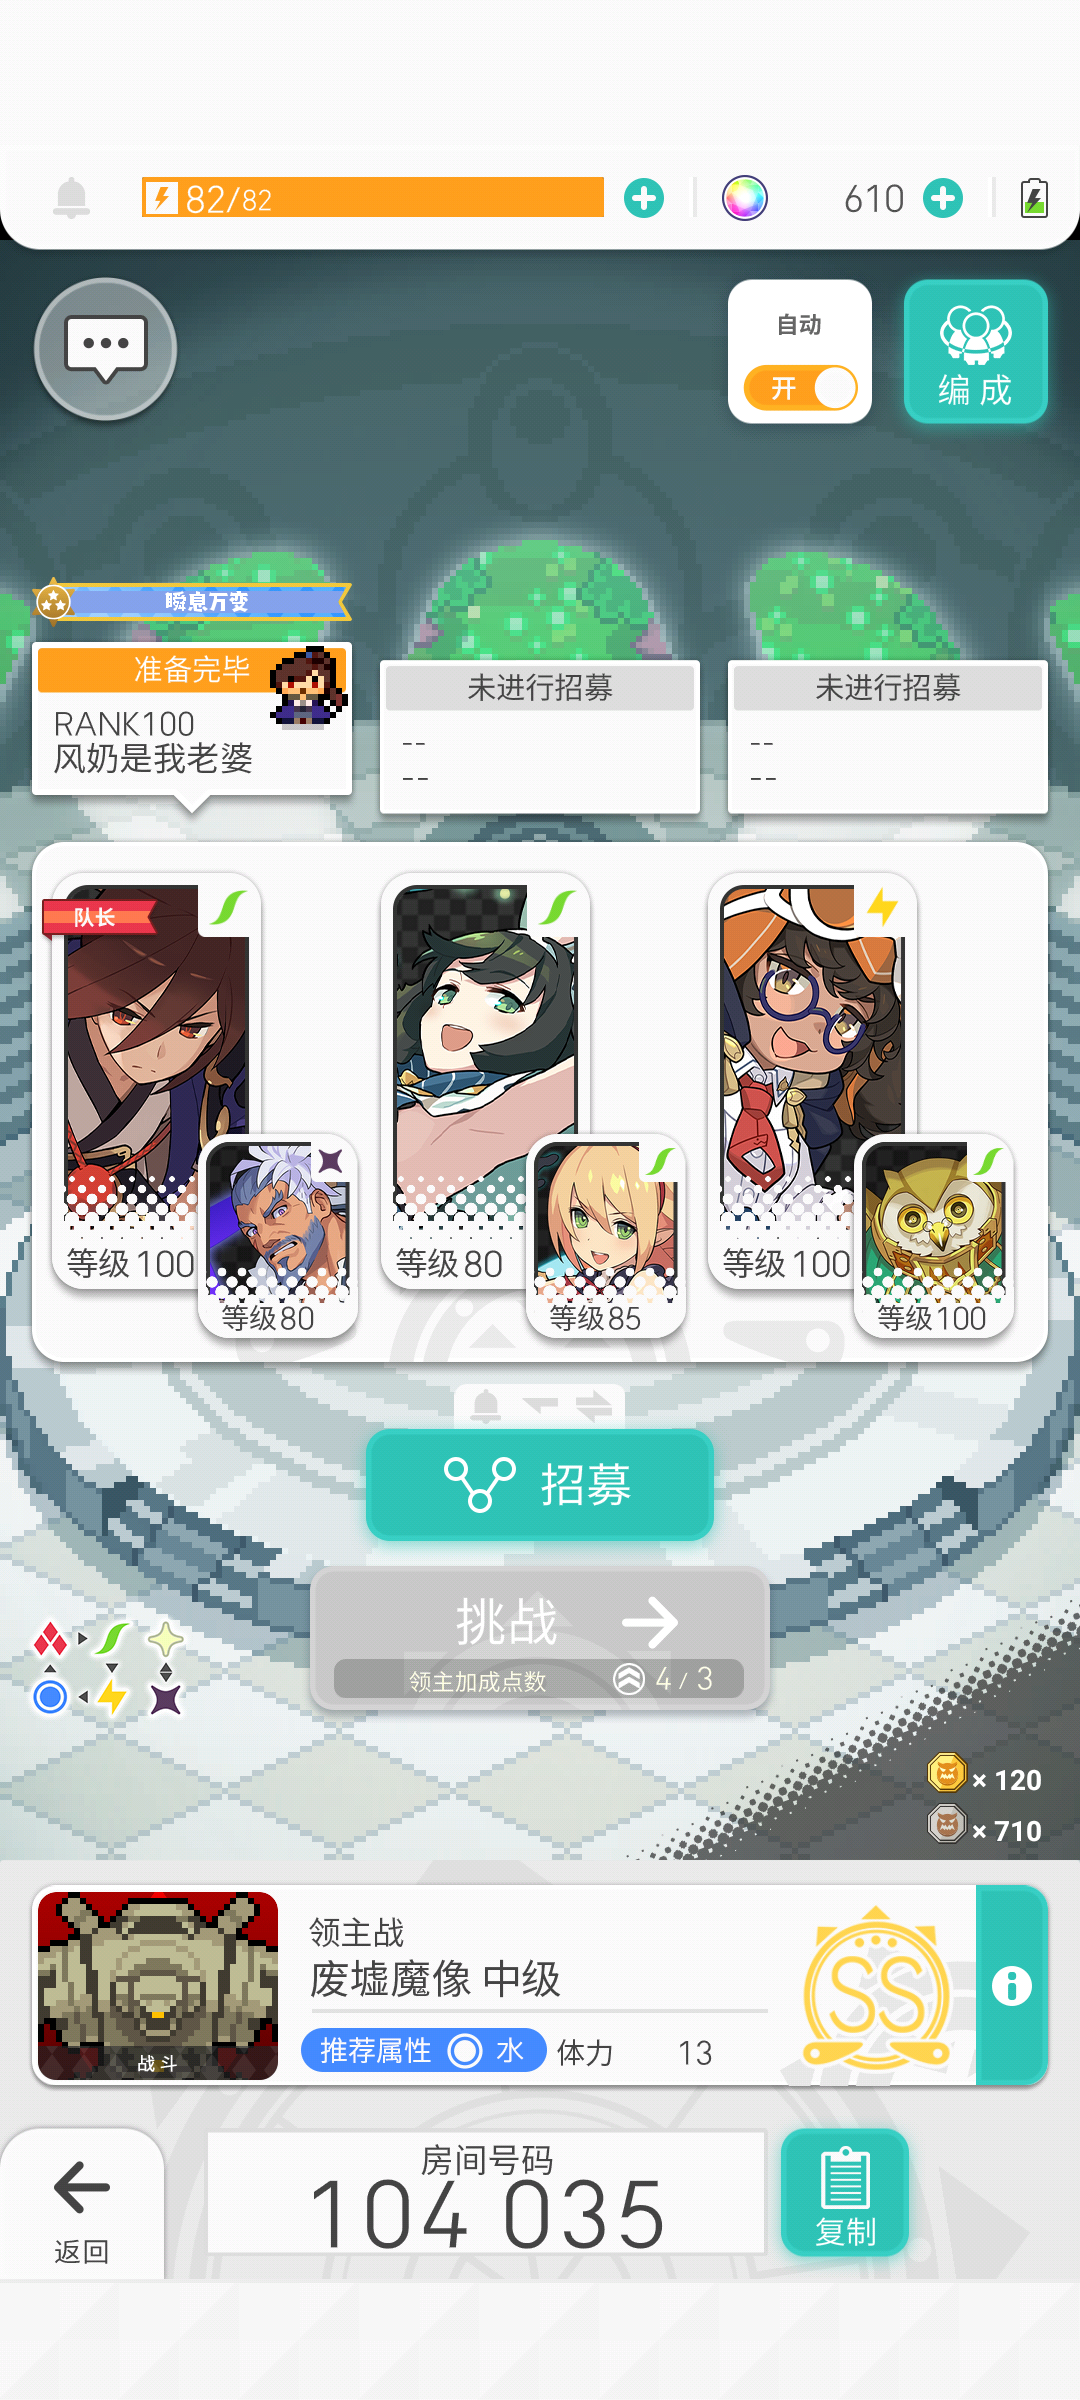 82/82
610
自动
开
编成
瞬息万变
准备完毕
RANK100
风奶是我老婆
未进行招募
--
--
未进行招募
--
--
队长
等级100
等级80
等级80
等级85
等级100
等级100
招募
挑战
领主加成点数 4 / 3
× 120
× 710
战斗
领主战
废墟魔像 中级
推荐属性 水 体力 13
SS
返回
房间号码
104 035
复制